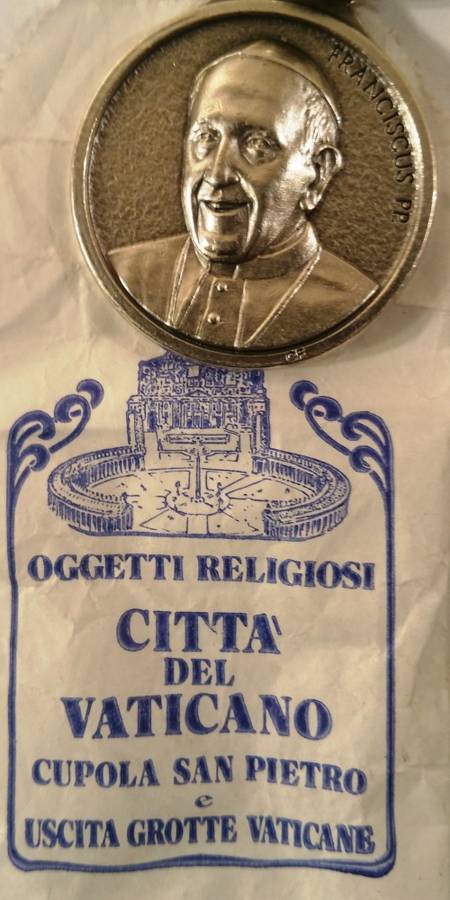 FRANCISCUS PP
OGGETTI RELIGIOSI
CITTA'
DEL
VATICANO
CUPOLA SAN PIETRO
e
USCITA GROTTE VATICANE